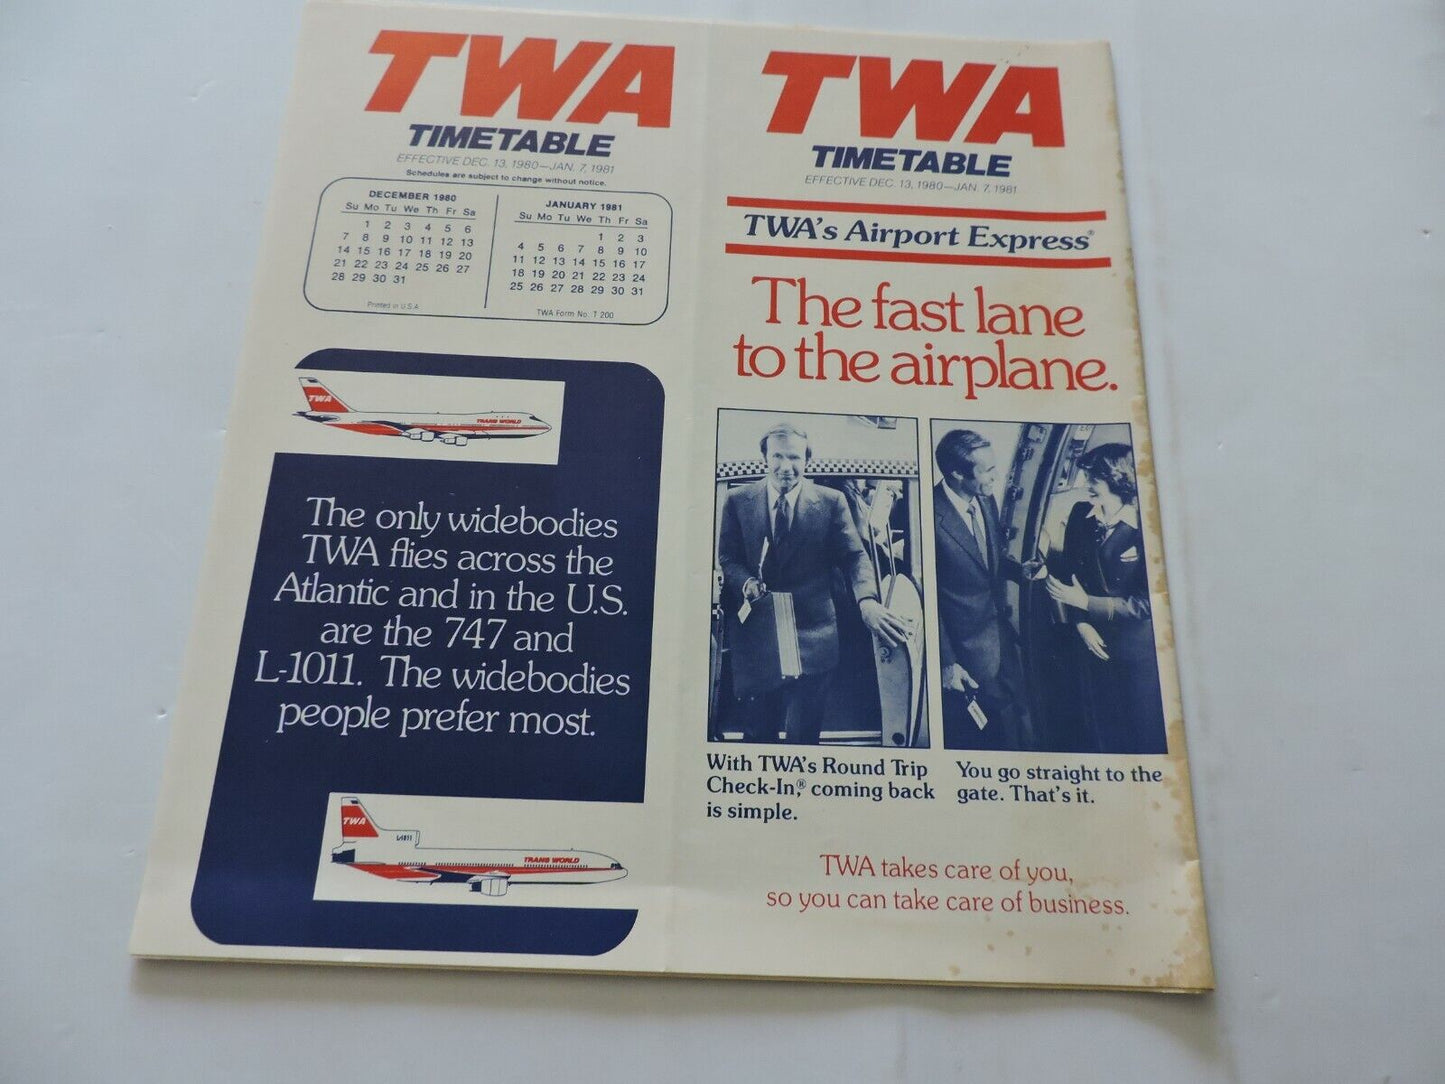 TWA
TIMETABLE
EFFECTIVE DEC. 13, 1980—JAN. 7, 1981
Schedules are subject to change without notice.
DECEMBER 1980
Su Mo Tu We Th Fr Sa
1 2 3 4 5 6
7 8 9 10 11 12 13
14 15 16 17 18 19 20
21 22 23 24 25 26 27
28 29 30 31
Printed in U.S.A.
JANUARY 1981
Su Mo Tu We Th Fr Sa
1 2 3
4 5 6 7 8 9 10
11 12 13 14 15 16 17
18 19 20 21 22 23 24
25 26 27 28 29 30 31
TWA Form No. T 200
TWA
TRANS WORLD
The only widebodies
TWA flies across the
Atlantic and in the U.S.
are the 747 and
L-1011. The widebodies
people prefer most.
TWA
L-1011
TRANS WORLD
TWA
TIMETABLE
EFFECTIVE DEC. 13, 1980—JAN. 7, 1981
TWA's Airport Express®
The fast lane
to the airplane.
With TWA's Round Trip
Check-In,® coming back
is simple.
You go straight to the
gate. That's it.
TWA takes care of you,
so you can take care of business.